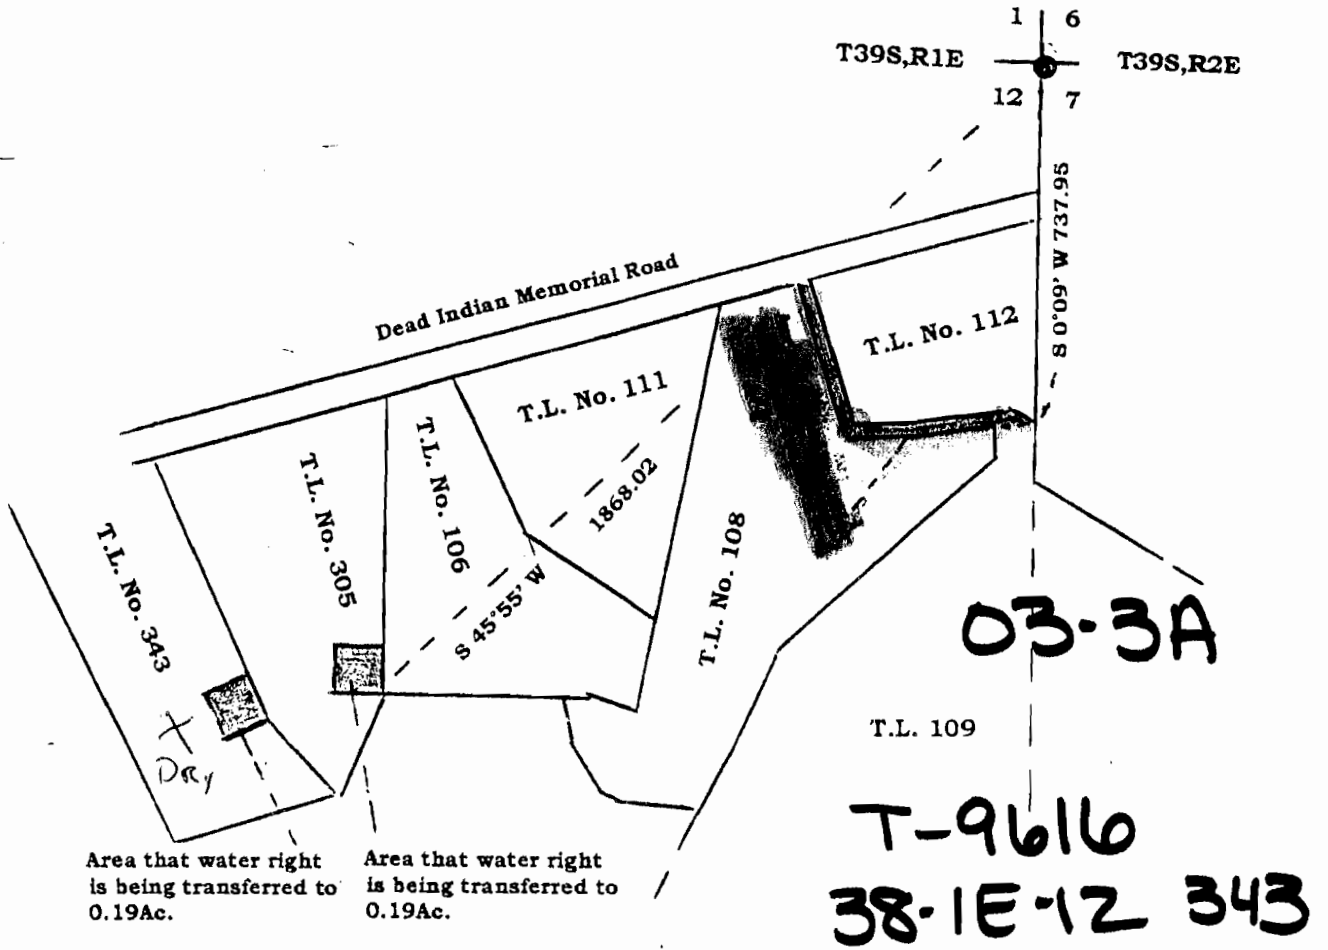 1 6
T39S,R1E T39S,R2E
12 7
S 0°09' W 737.95
Dead Indian Memorial Road
T.L. No. 112
T.L. No. 111
T.L. No. 106
T.L. No. 305
T.L. No. 343
1868.02
S 45°55' W
T.L. No. 108
03-3A
T.L. 109
Dry
Area that water right
is being transferred to
0.19Ac.
Area that water right
is being transferred to
0.19Ac.
T-9616
38-1E-12 343